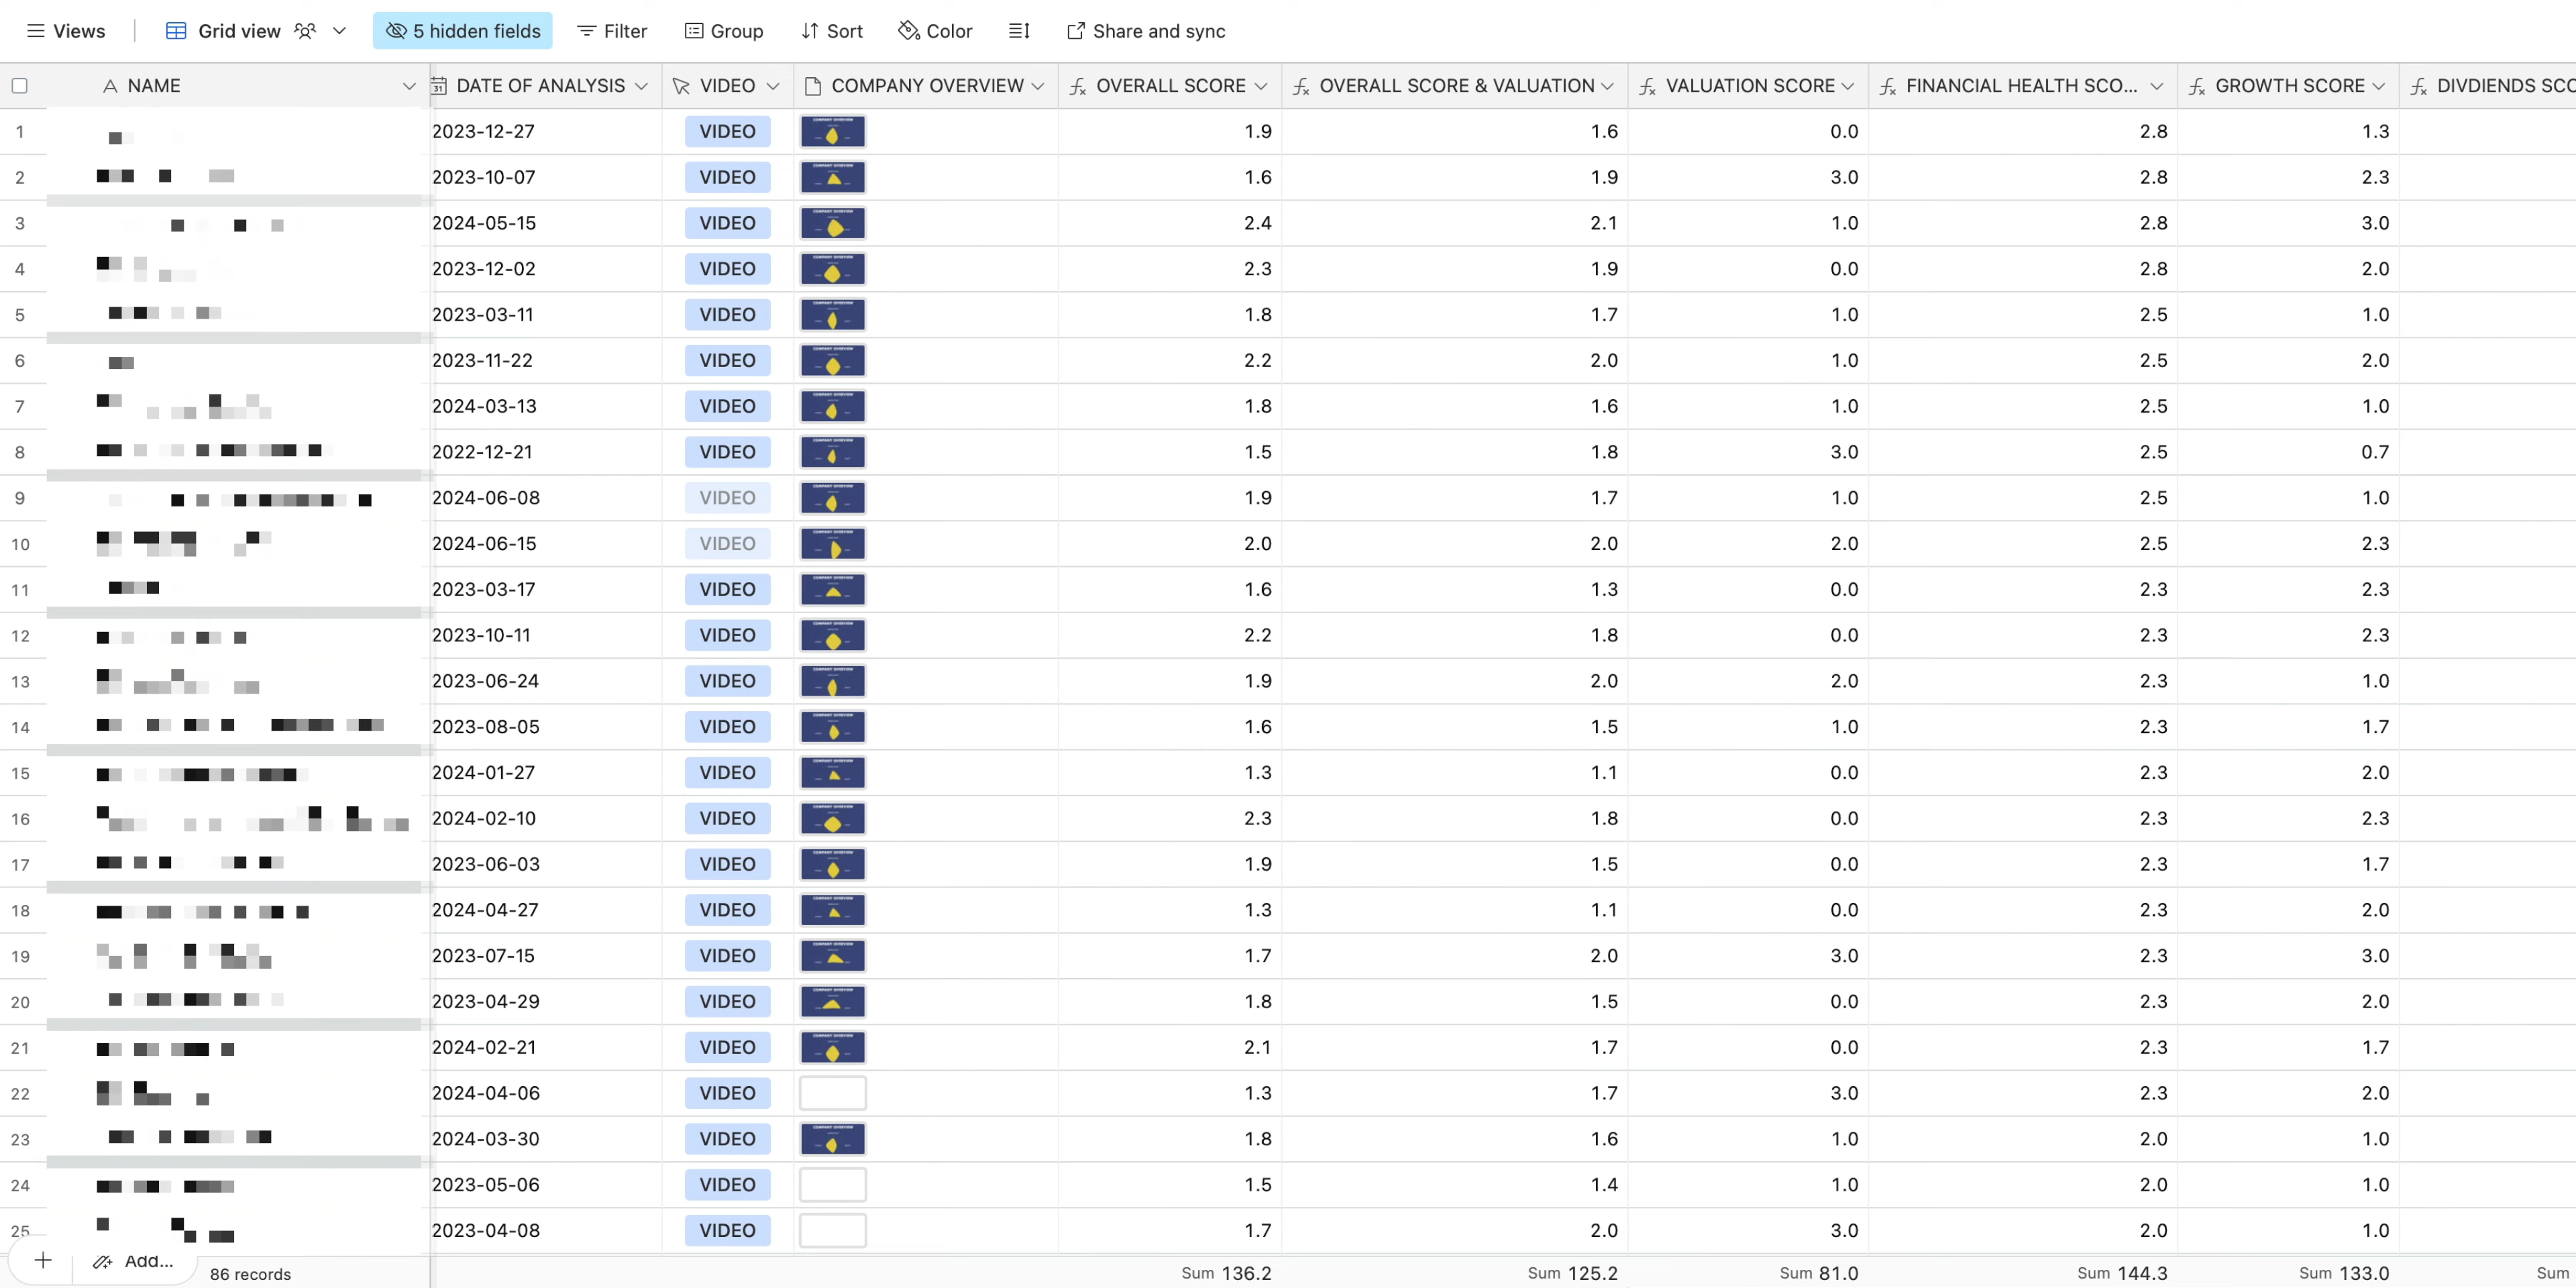 Views Grid view 5 hidden fields Filter Group Sort Color Share and sync
NAME DATE OF ANALYSIS VIDEO COMPANY OVERVIEW OVERALL SCORE OVERALL SCORE & VALUATION VALUATION SCORE FINANCIAL HEALTH SCO... GROWTH SCORE DIVDIENDS SCO
1 2023-12-27 VIDEO 1.9 1.6 0.0 2.8 1.3
2 2023-10-07 VIDEO 1.6 1.9 3.0 2.8 2.3
3 2024-05-15 VIDEO 2.4 2.1 1.0 2.8 3.0
4 2023-12-02 VIDEO 2.3 1.9 0.0 2.8 2.0
5 2023-03-11 VIDEO 1.8 1.7 1.0 2.5 1.0
6 2023-11-22 VIDEO 2.2 2.0 1.0 2.5 2.0
7 2024-03-13 VIDEO 1.8 1.6 1.0 2.5 1.0
8 2022-12-21 VIDEO 1.5 1.8 3.0 2.5 0.7
9 2024-06-08 VIDEO 1.9 1.7 1.0 2.5 1.0
10 2024-06-15 VIDEO 2.0 2.0 2.0 2.5 2.3
11 2023-03-17 VIDEO 1.6 1.3 0.0 2.3 2.3
12 2023-10-11 VIDEO 2.2 1.8 0.0 2.3 2.3
13 2023-06-24 VIDEO 1.9 2.0 2.0 2.3 1.0
14 2023-08-05 VIDEO 1.6 1.5 1.0 2.3 1.7
15 2024-01-27 VIDEO 1.3 1.1 0.0 2.3 2.0
16 2024-02-10 VIDEO 2.3 1.8 0.0 2.3 2.3
17 2023-06-03 VIDEO 1.9 1.5 0.0 2.3 1.7
18 2024-04-27 VIDEO 1.3 1.1 0.0 2.3 2.0
19 2023-07-15 VIDEO 1.7 2.0 3.0 2.3 3.0
20 2023-04-29 VIDEO 1.8 1.5 0.0 2.3 2.0
21 2024-02-21 VIDEO 2.1 1.7 0.0 2.3 1.7
22 2024-04-06 VIDEO 1.3 1.7 3.0 2.3 2.0
23 2024-03-30 VIDEO 1.8 1.6 1.0 2.0 1.0
24 2023-05-06 VIDEO 1.5 1.4 1.0 2.0 1.0
25 2023-04-08 VIDEO 1.7 2.0 3.0 2.0 1.0
+ Add... 86 records Sum 136.2 Sum 125.2 Sum 81.0 Sum 144.3 Sum 133.0 Sum